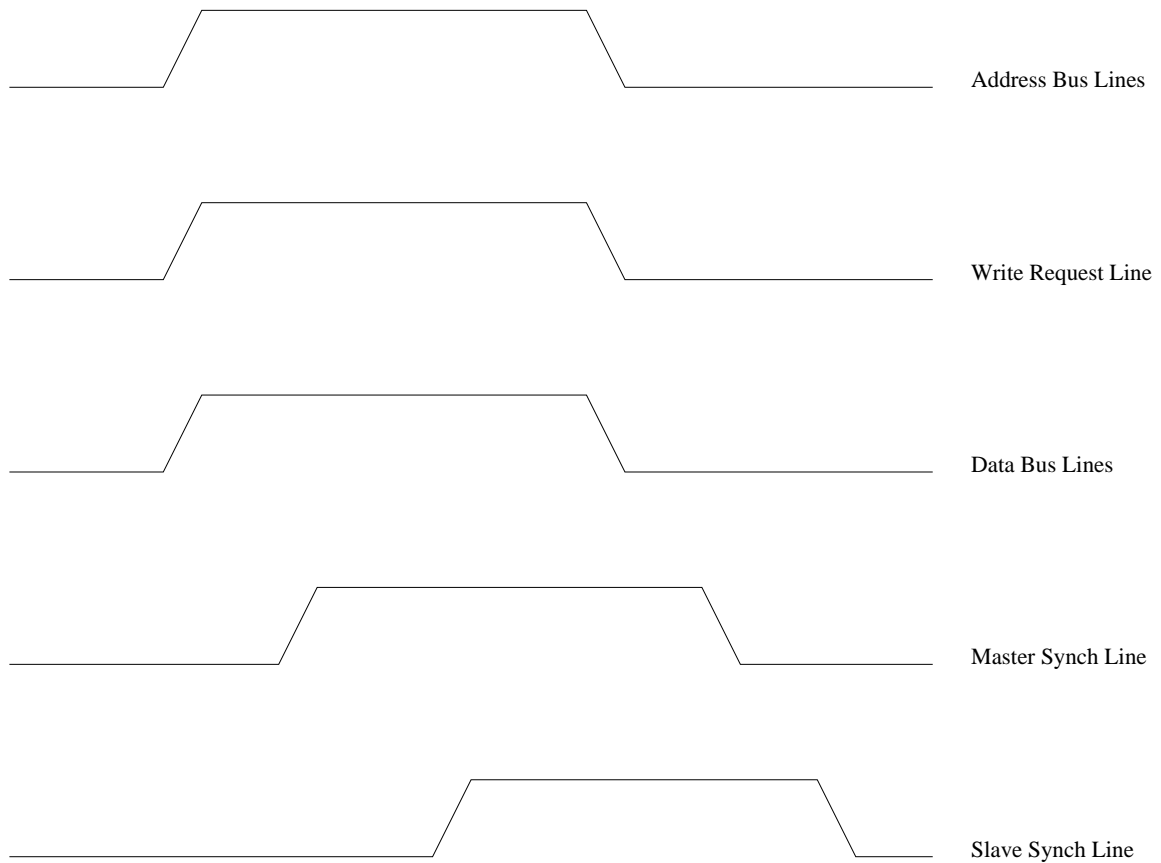 Address Bus Lines
Write Request Line
Data Bus Lines
Master Synch Line
Slave Synch Line